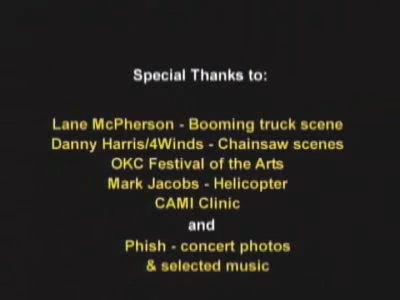 Special Thanks to:
Lane McPherson - Booming truck scene
Danny Harris/4Winds - Chainsaw scenes
OKC Festival of the Arts
Mark Jacobs - Helicopter
CAMI Clinic
and
Phish - concert photos
& selected music